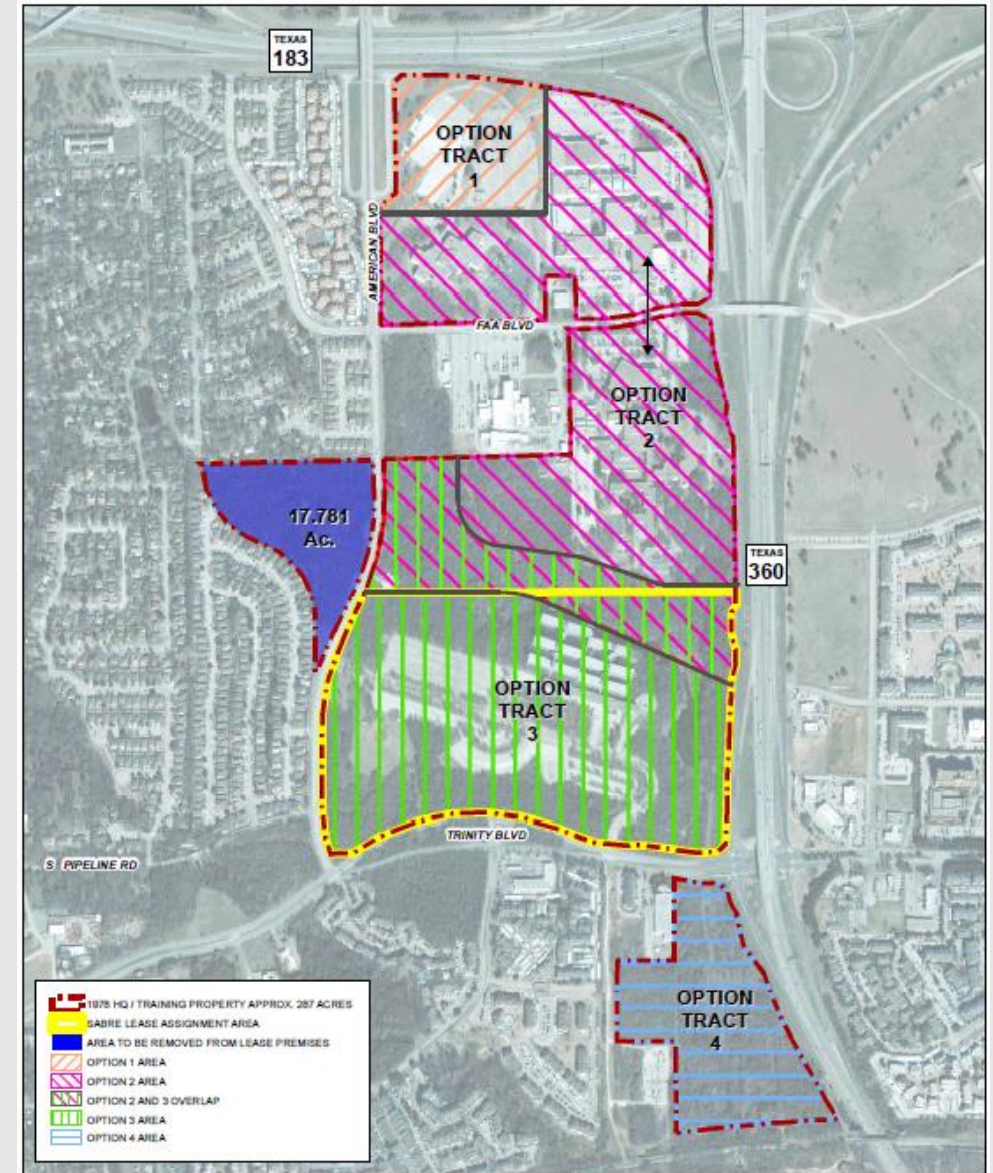 TEXAS
183
OPTION
TRACT
1
AMERICAN BLVD
FAA BLVD
OPTION
TRACT
2
17.781
Ac.
TEXAS
360
OPTION
TRACT
3
TRINITY BLVD
S PIPELINE RD
OPTION
TRACT
4
1978 HQ / TRAINING PROPERTY APPROX. 287 ACRES
SABRE LEASE ASSIGNMENT AREA
AREA TO BE REMOVED FROM LEASE PREMISES
OPTION 1 AREA
OPTION 2 AREA
OPTION 2 AND 3 OVERLAP
OPTION 3 AREA
OPTION 4 AREA